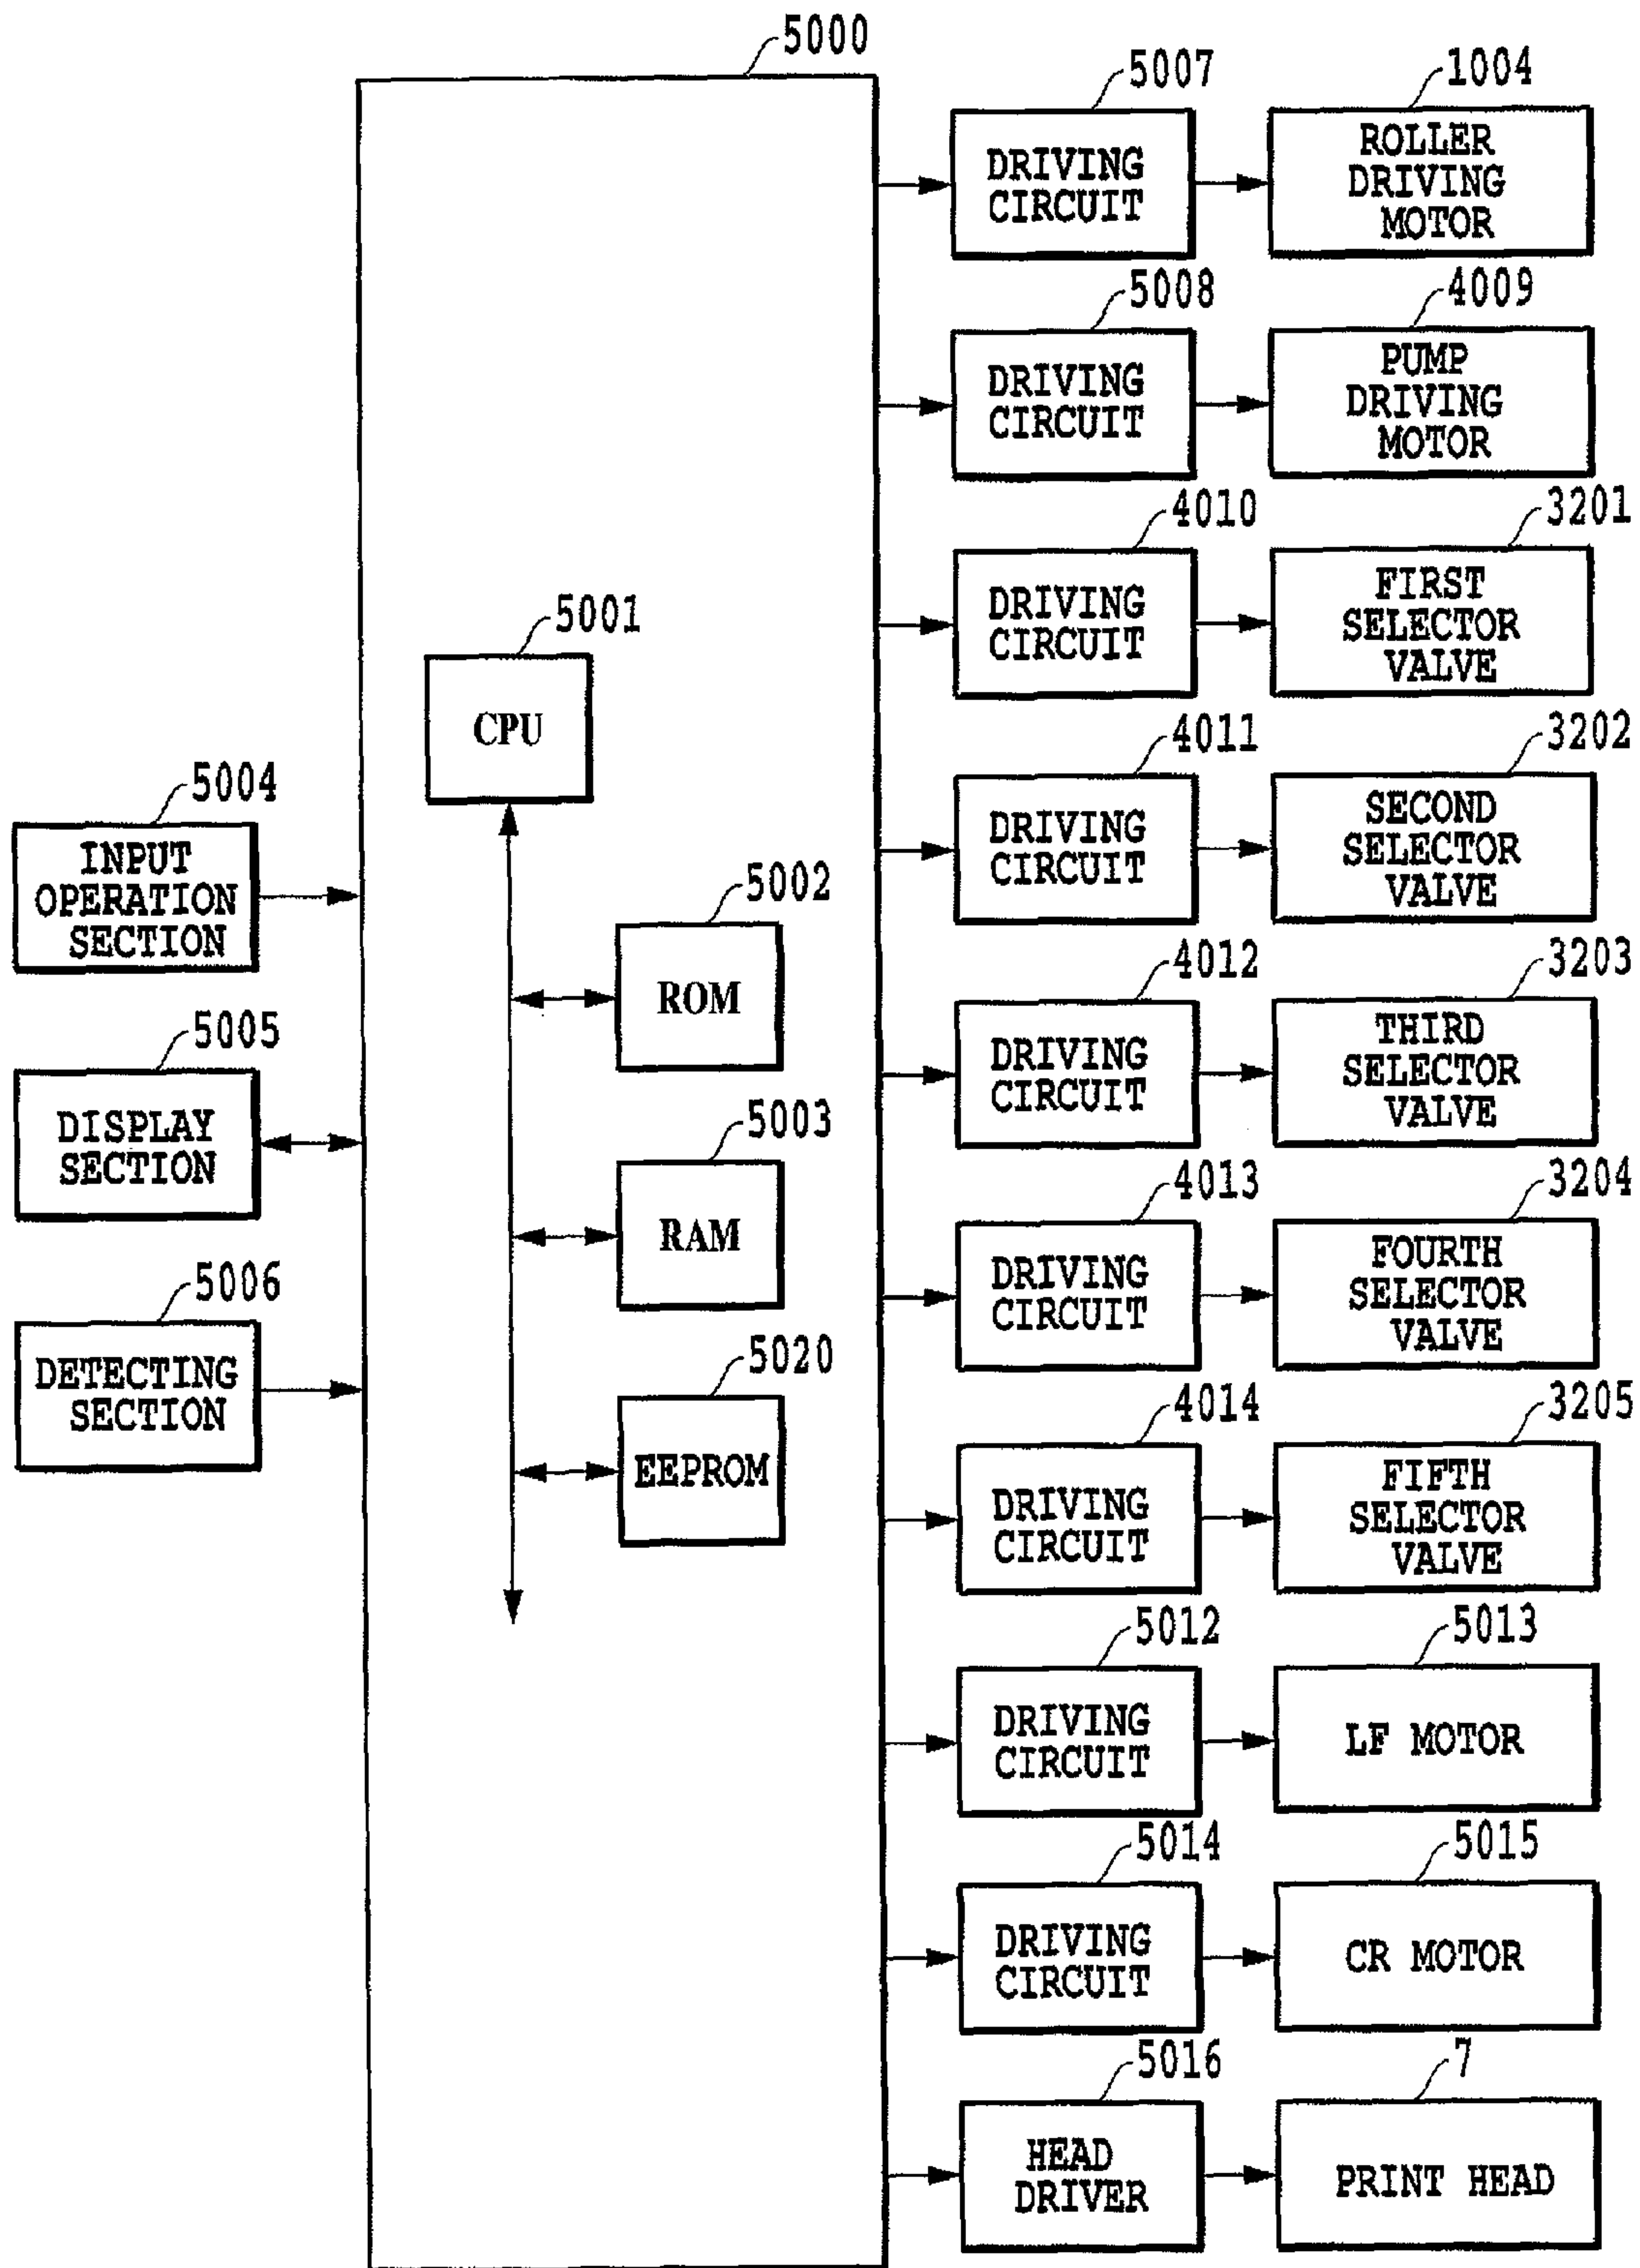 5000
5007
1004
DRIVING
CIRCUIT
ROLLER
DRIVING
MOTOR
5008
4009
DRIVING
CIRCUIT
PUMP
DRIVING
MOTOR
4010
3201
DRIVING
CIRCUIT
FIRST
SELECTOR
VALVE
5001
CPU
4011
3202
DRIVING
CIRCUIT
SECOND
SELECTOR
VALVE
5004
INPUT
OPERATION
SECTION
5002
ROM
4012
3203
DRIVING
CIRCUIT
THIRD
SELECTOR
VALVE
5005
DISPLAY
SECTION
5003
RAM
4013
3204
DRIVING
CIRCUIT
FOURTH
SELECTOR
VALVE
5006
DETECTING
SECTION
5020
EEPROM
4014
3205
DRIVING
CIRCUIT
FIFTH
SELECTOR
VALVE
5012
5013
DRIVING
CIRCUIT
LF MOTOR
5014
5015
DRIVING
CIRCUIT
CR MOTOR
5016
7
HEAD
DRIVER
PRINT HEAD